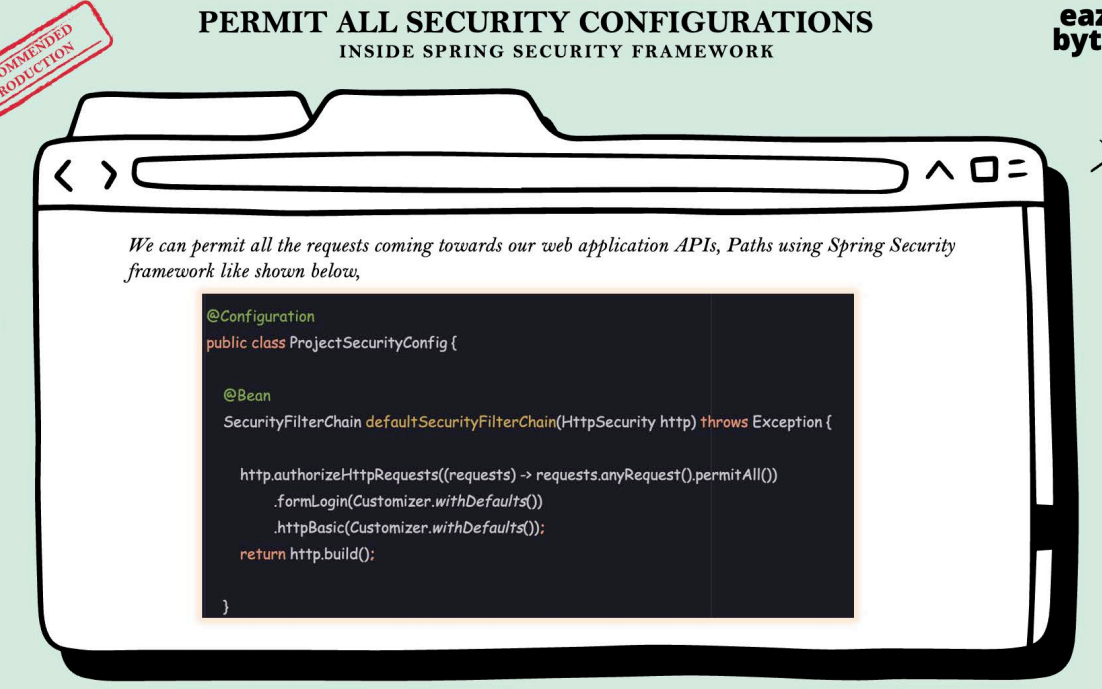 PERMIT ALL SECURITY CONFIGURATIONS
INSIDE SPRING SECURITY FRAMEWORK
eaz
byt
We can permit all the requests coming towards our web application APIs, Paths using Spring Security
framework like shown below,
@Configuration
public class ProjectSecurityConfig {
@Bean
SecurityFilterChain defaultSecurityFilterChain(HttpSecurity http) throws Exception {
http.authorizeHttpRequests((requests) -> requests.anyRequest().permitAll())
.formLogin(Customizer.withDefaults())
.httpBasic(Customizer.withDefaults());
return http.build();
}